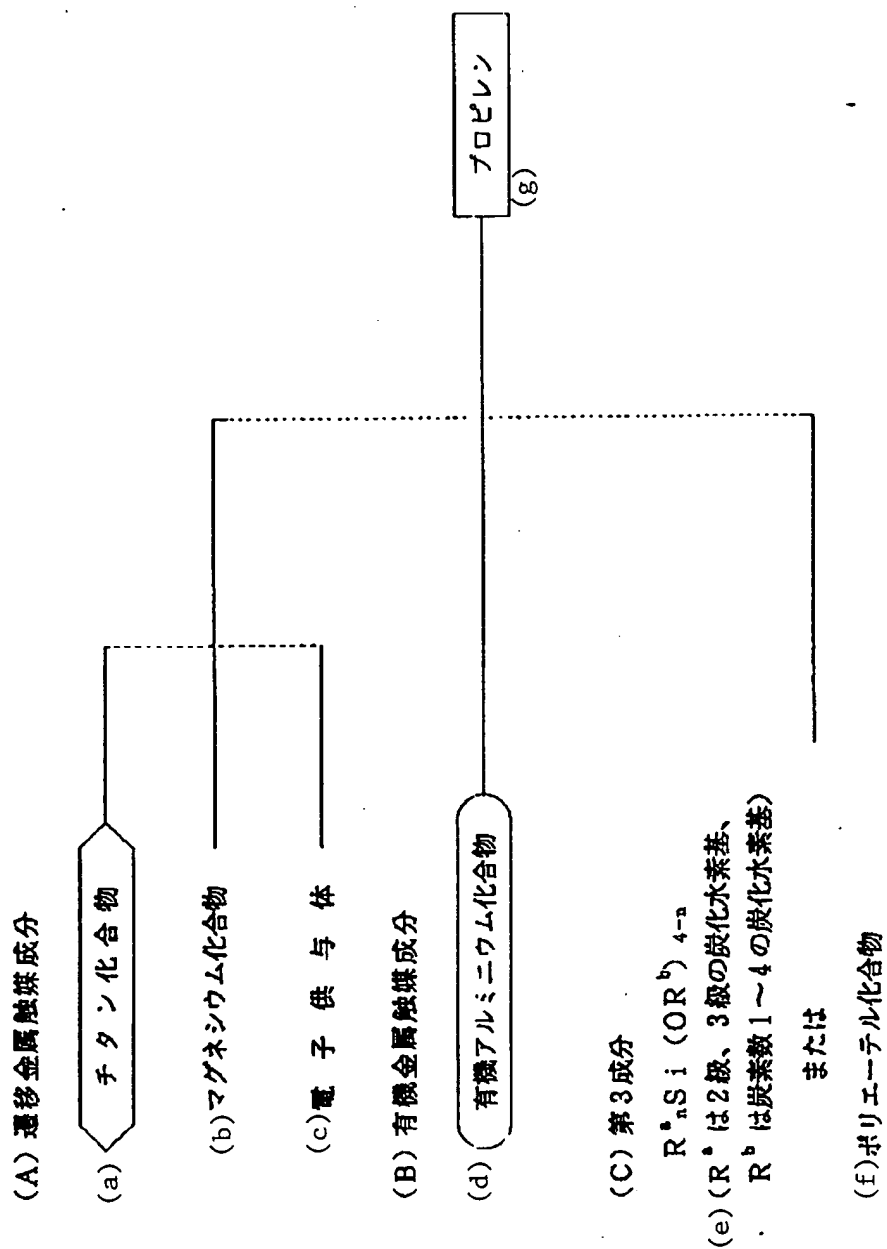 (A) 遷移金属触媒成分
(a)
チタン化合物
(b)マグネシウム化合物
(c)電子供与体
(B) 有機金属触媒成分
(d)
有機アルミニウム化合物
(C) 第3成分
RᵃₙSi(ORᵇ)₄₋ₙ
(e)(Rᵃは2級、3級の炭化水素基、
Rᵇは炭素数1〜4の炭化水素基)
または
(f)ポリエーテル化合物
プロピレン
(g)